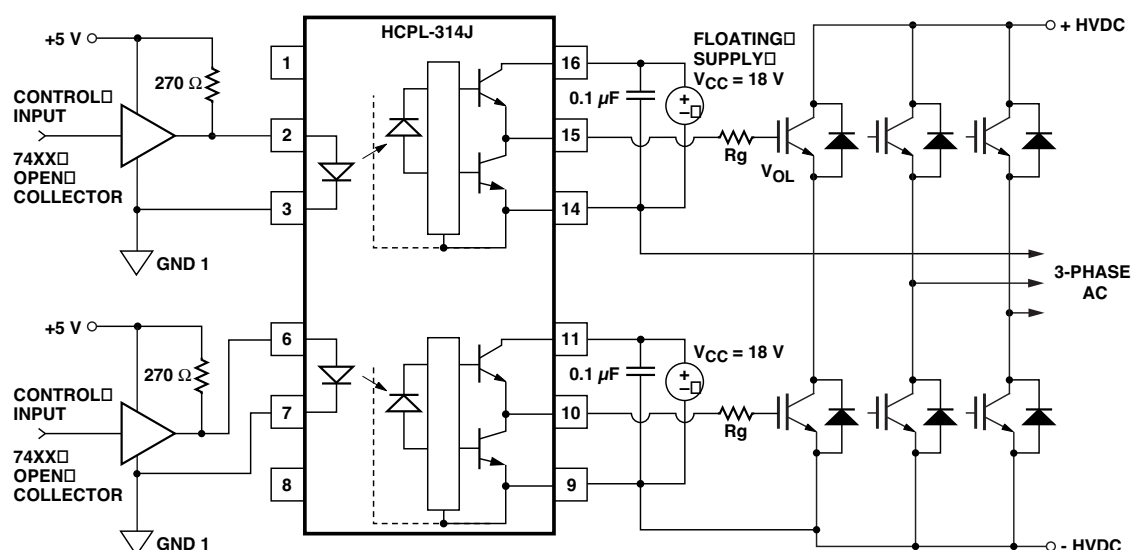 HCPL-314J
+5 V
270 Ω
CONTROL□
INPUT
74XX□
OPEN□
COLLECTOR
GND 1
1
2
3
16
15
14
0.1 µF
FLOATING□
SUPPLY□
VCC = 18 V
+
–□
Rg
VOL
+ HVDC
3-PHASE
AC
+5 V
270 Ω
CONTROL□
INPUT
74XX□
OPEN□
COLLECTOR
GND 1
6
7
8
11
10
9
0.1 µF
VCC = 18 V
+
–□
Rg
- HVDC